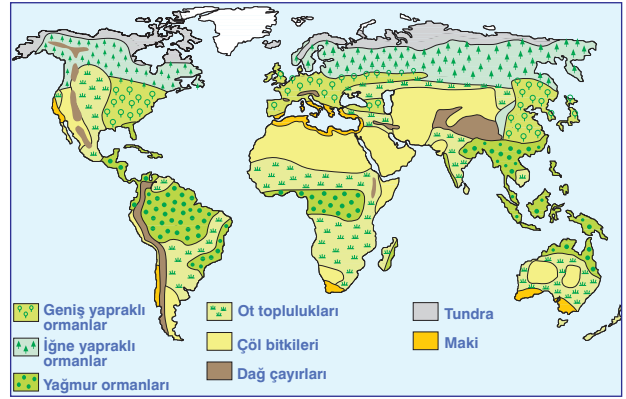 Geniş yapraklı
ormanlar
İğne yapraklı
ormanlar
Yağmur ormanları
Ot toplulukları
Çöl bitkileri
Dağ çayırları
Tundra
Maki